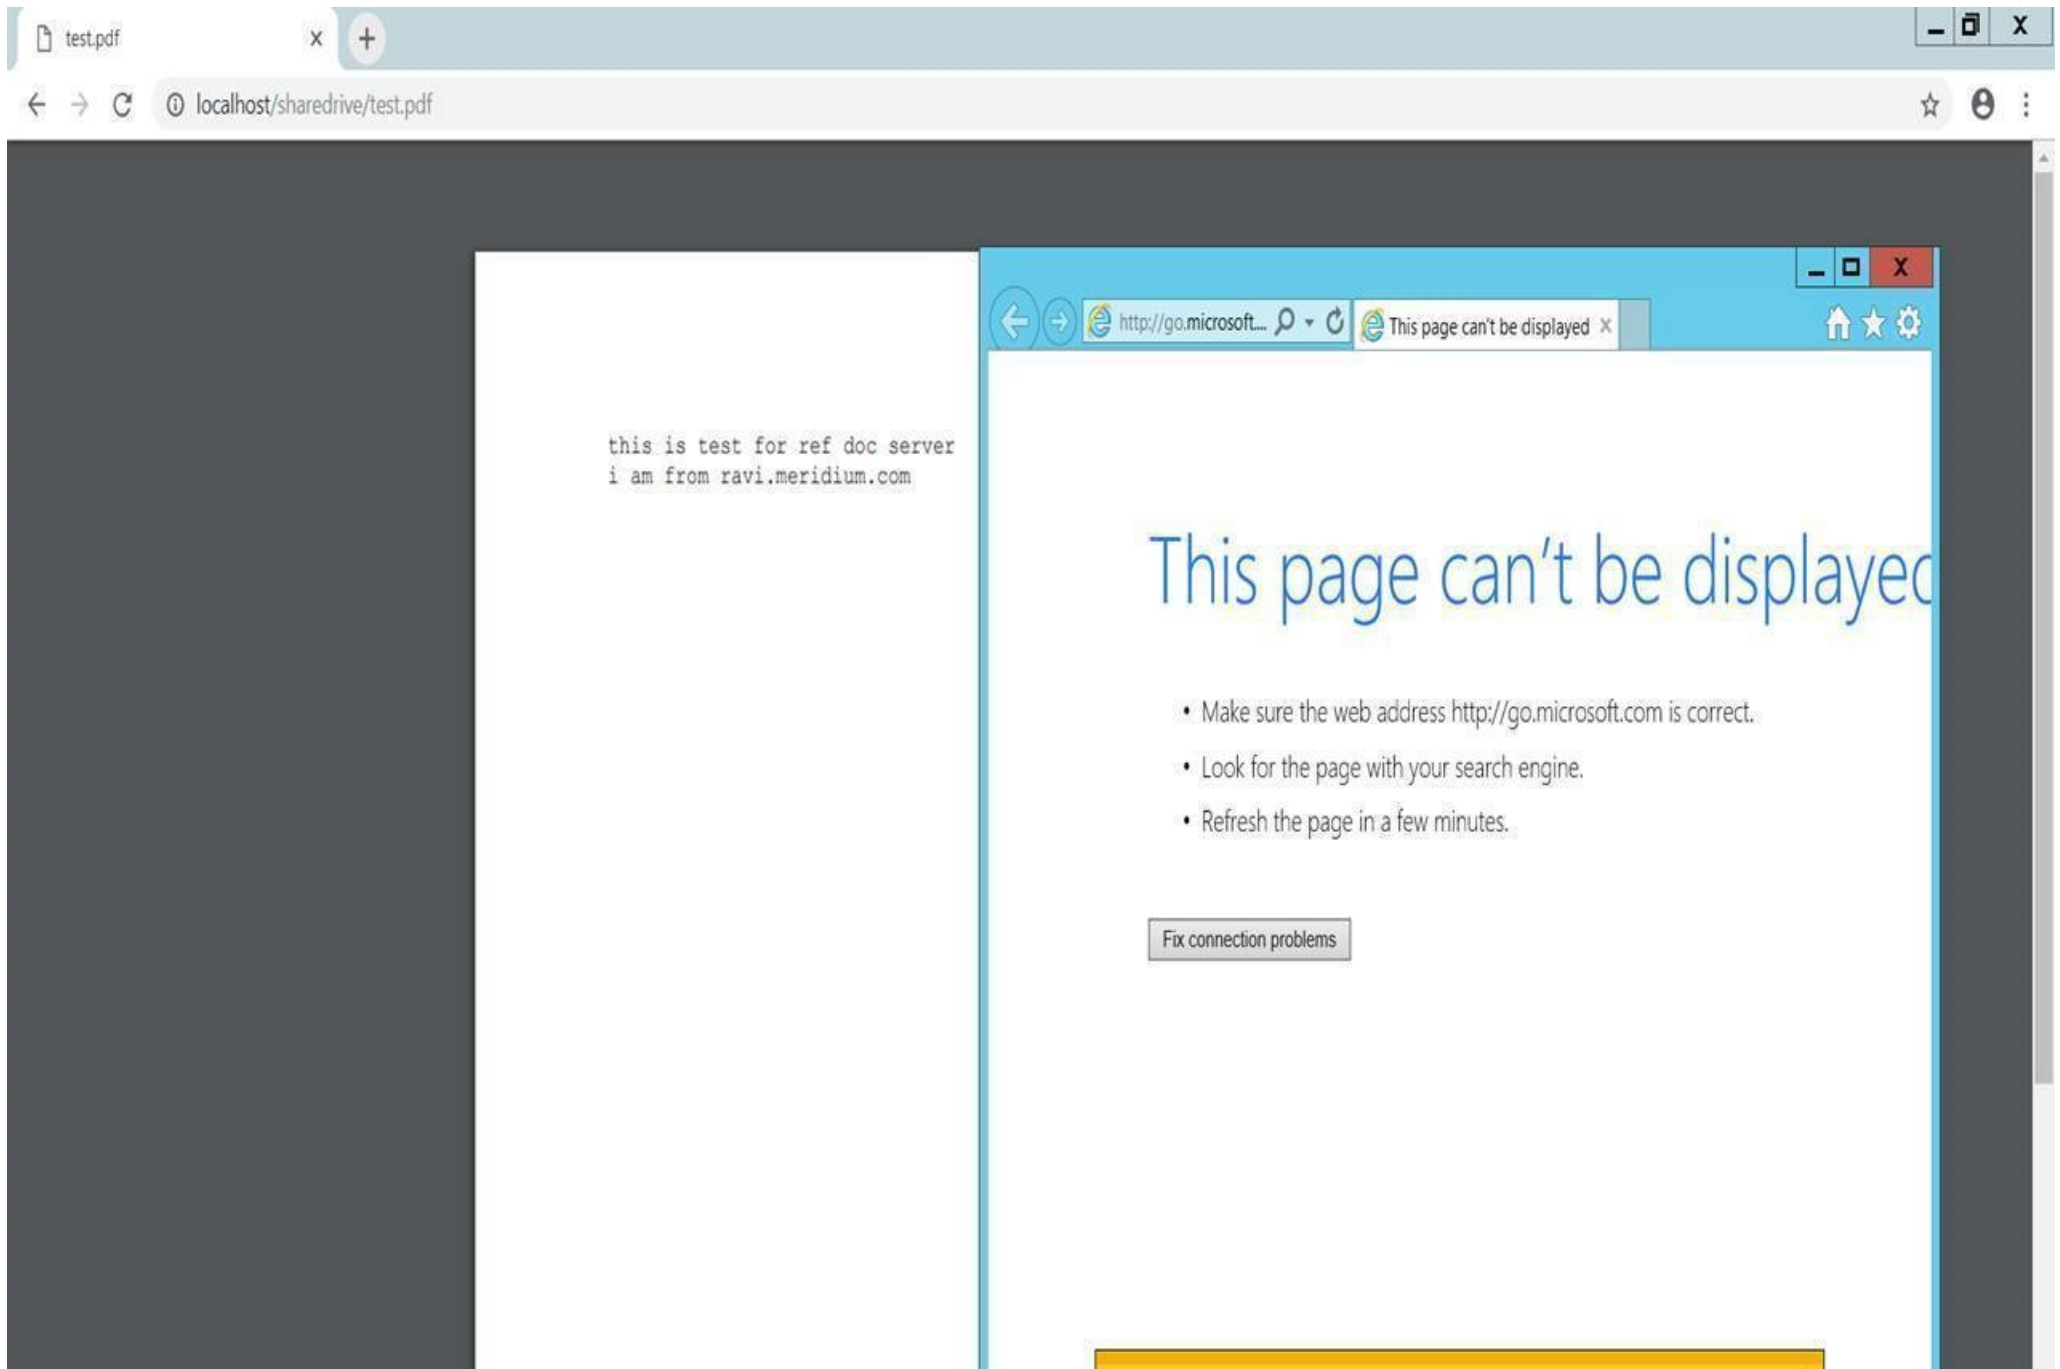 test.pdf
localhost/sharedrive/test.pdf
this is test for ref doc server
i am from ravi.meridium.com
http://go.microsoft...
This page can't be displayed
This page can't be displayed
• Make sure the web address http://go.microsoft.com is correct.
• Look for the page with your search engine.
• Refresh the page in a few minutes.
Fix connection problems